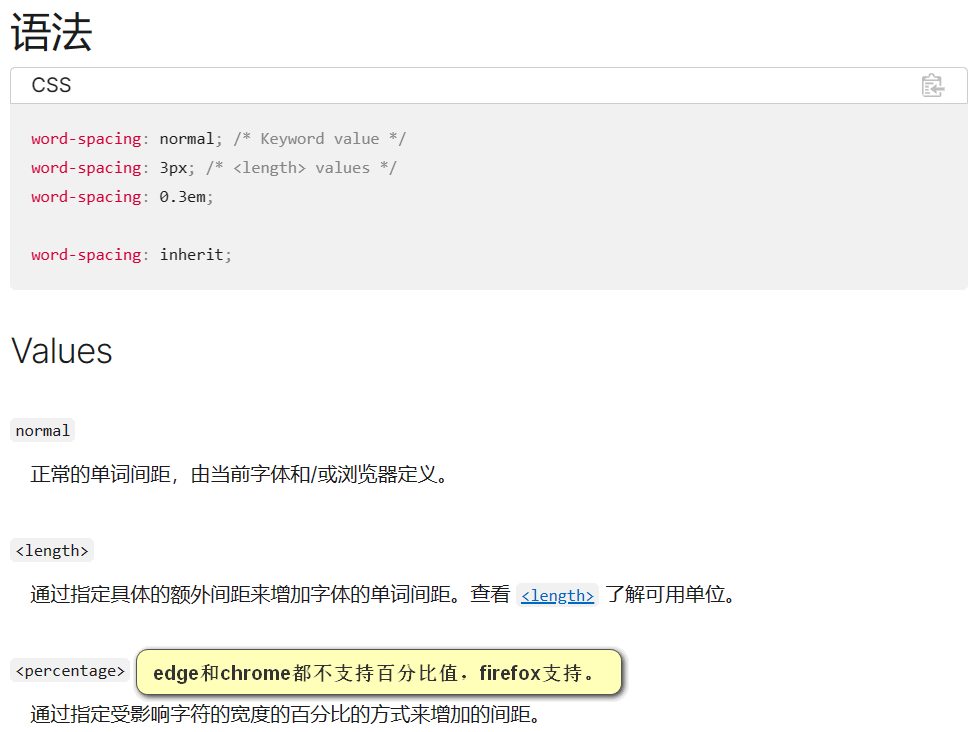 语法
CSS
word-spacing: normal; /* Keyword value */
word-spacing: 3px; /* <length> values */
word-spacing: 0.3em;
word-spacing: inherit;
Values
normal
正常的单词间距，由当前字体和/或浏览器定义。
<length>
通过指定具体的额外间距来增加字体的单词间距。查看 <length> 了解可用单位。
<percentage> edge和chrome都不支持百分比值，firefox支持。
通过指定受影响字符的宽度的百分比的方式来增加的间距。